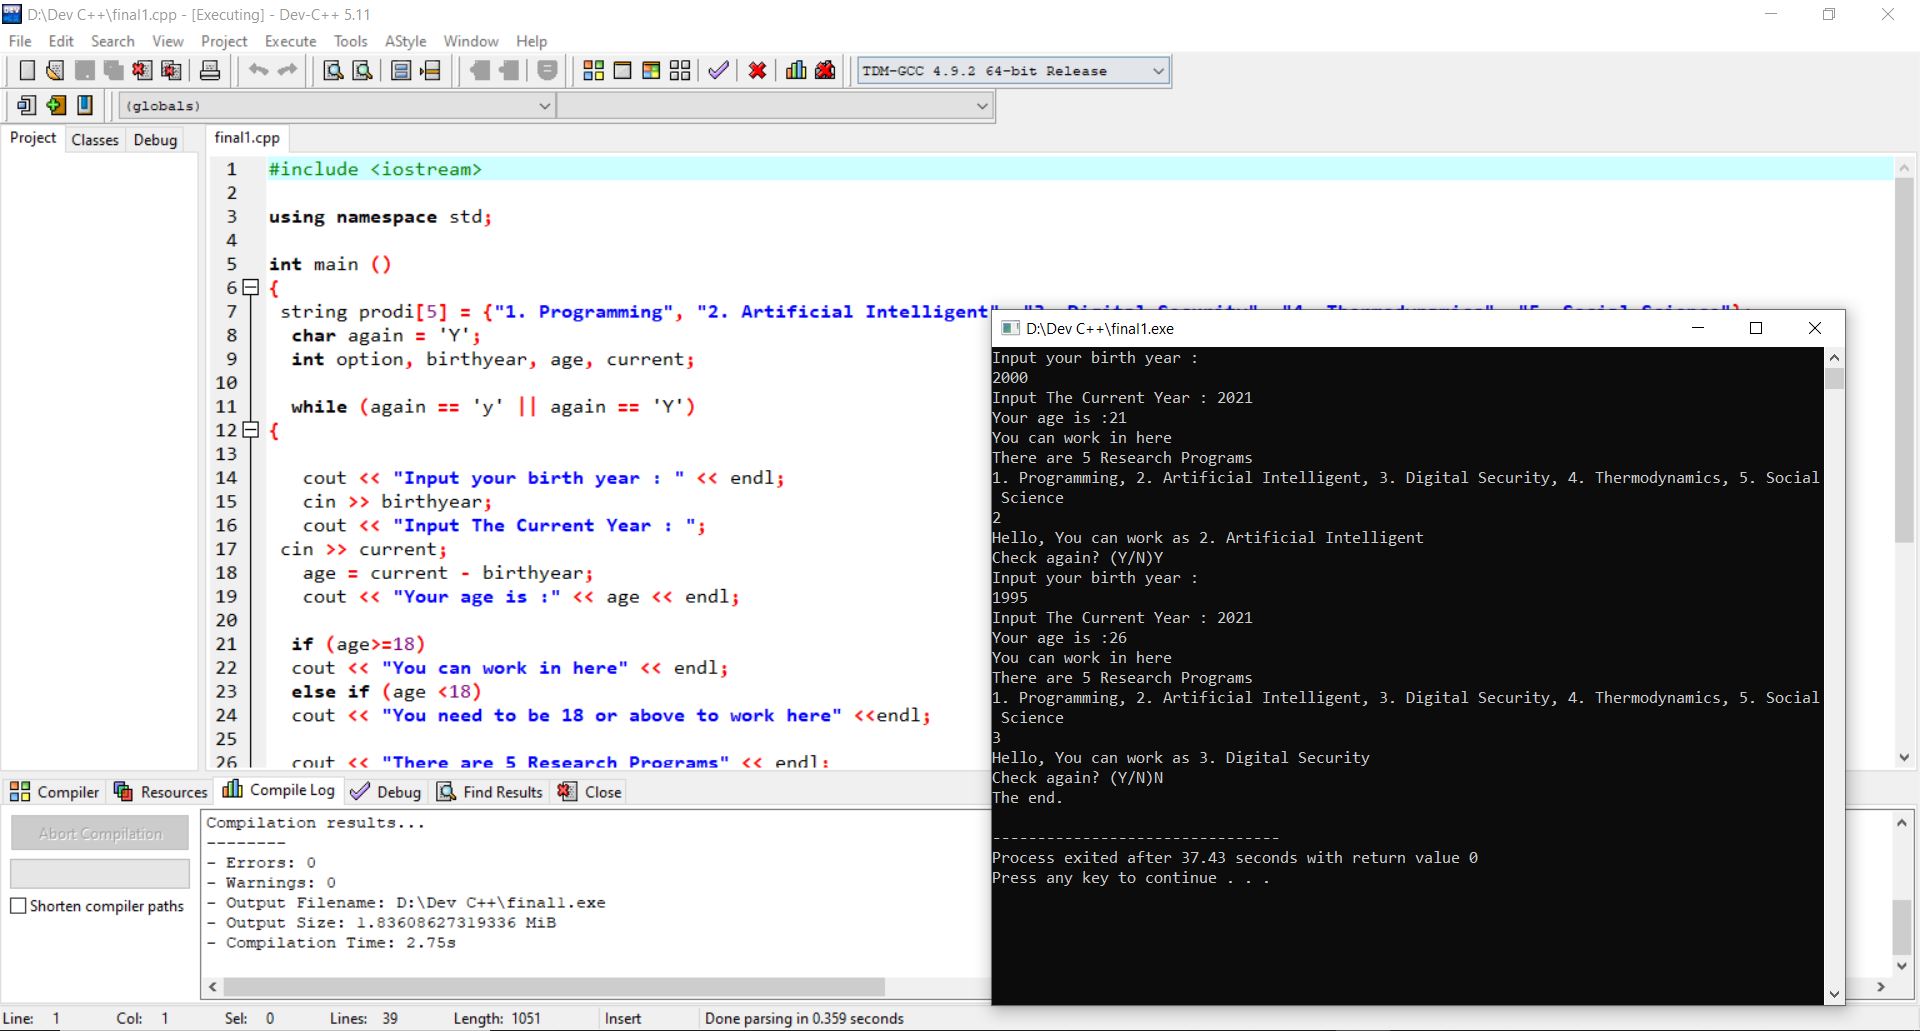 D:\Dev C++\final1.cpp - [Executing] - Dev-C++ 5.11
File Edit Search View Project Execute Tools AStyle Window Help
TDM-GCC 4.9.2 64-bit Release
(globals)
Project Classes Debug
final1.cpp
1 #include <iostream>
2
3 using namespace std;
4
5 int main ()
6 {
7 string prodi[5] = {"1. Programming", "2. Artificial Intelligent", "3. Digital Security", "4. Thermodynamics", "5. Social Science"};
8 char again = 'Y';
9 int option, birthyear, age, current;
10
11 while (again == 'y' || again == 'Y')
12 {
13
14 cout << "Input your birth year : " << endl;
15 cin >> birthyear;
16 cout << "Input The Current Year : ";
17 cin >> current;
18 age = current - birthyear;
19 cout << "Your age is :" << age << endl;
20
21 if (age>=18)
22 cout << "You can work in here" << endl;
23 else if (age <18)
24 cout << "You need to be 18 or above to work here" <<endl;
25
26 cout << "There are 5 Research Programs" << endl;
D:\Dev C++\final1.exe
Input your birth year :
2000
Input The Current Year : 2021
Your age is :21
You can work in here
There are 5 Research Programs
1. Programming, 2. Artificial Intelligent, 3. Digital Security, 4. Thermodynamics, 5. Social
Science
2
Hello, You can work as 2. Artificial Intelligent
Check again? (Y/N)Y
Input your birth year :
1995
Input The Current Year : 2021
Your age is :26
You can work in here
There are 5 Research Programs
1. Programming, 2. Artificial Intelligent, 3. Digital Security, 4. Thermodynamics, 5. Social
Science
3
Hello, You can work as 3. Digital Security
Check again? (Y/N)N
The end.
--------------------------------
Process exited after 37.43 seconds with return value 0
Press any key to continue . . .
Compiler Resources Compile Log Debug Find Results Close
Abort Compilation
Shorten compiler paths
Compilation results...
--------
- Errors: 0
- Warnings: 0
- Output Filename: D:\Dev C++\final1.exe
- Output Size: 1.83608627319336 MiB
- Compilation Time: 2.75s
Line: 1 Col: 1 Sel: 0 Lines: 39 Length: 1051 Insert Done parsing in 0.359 seconds